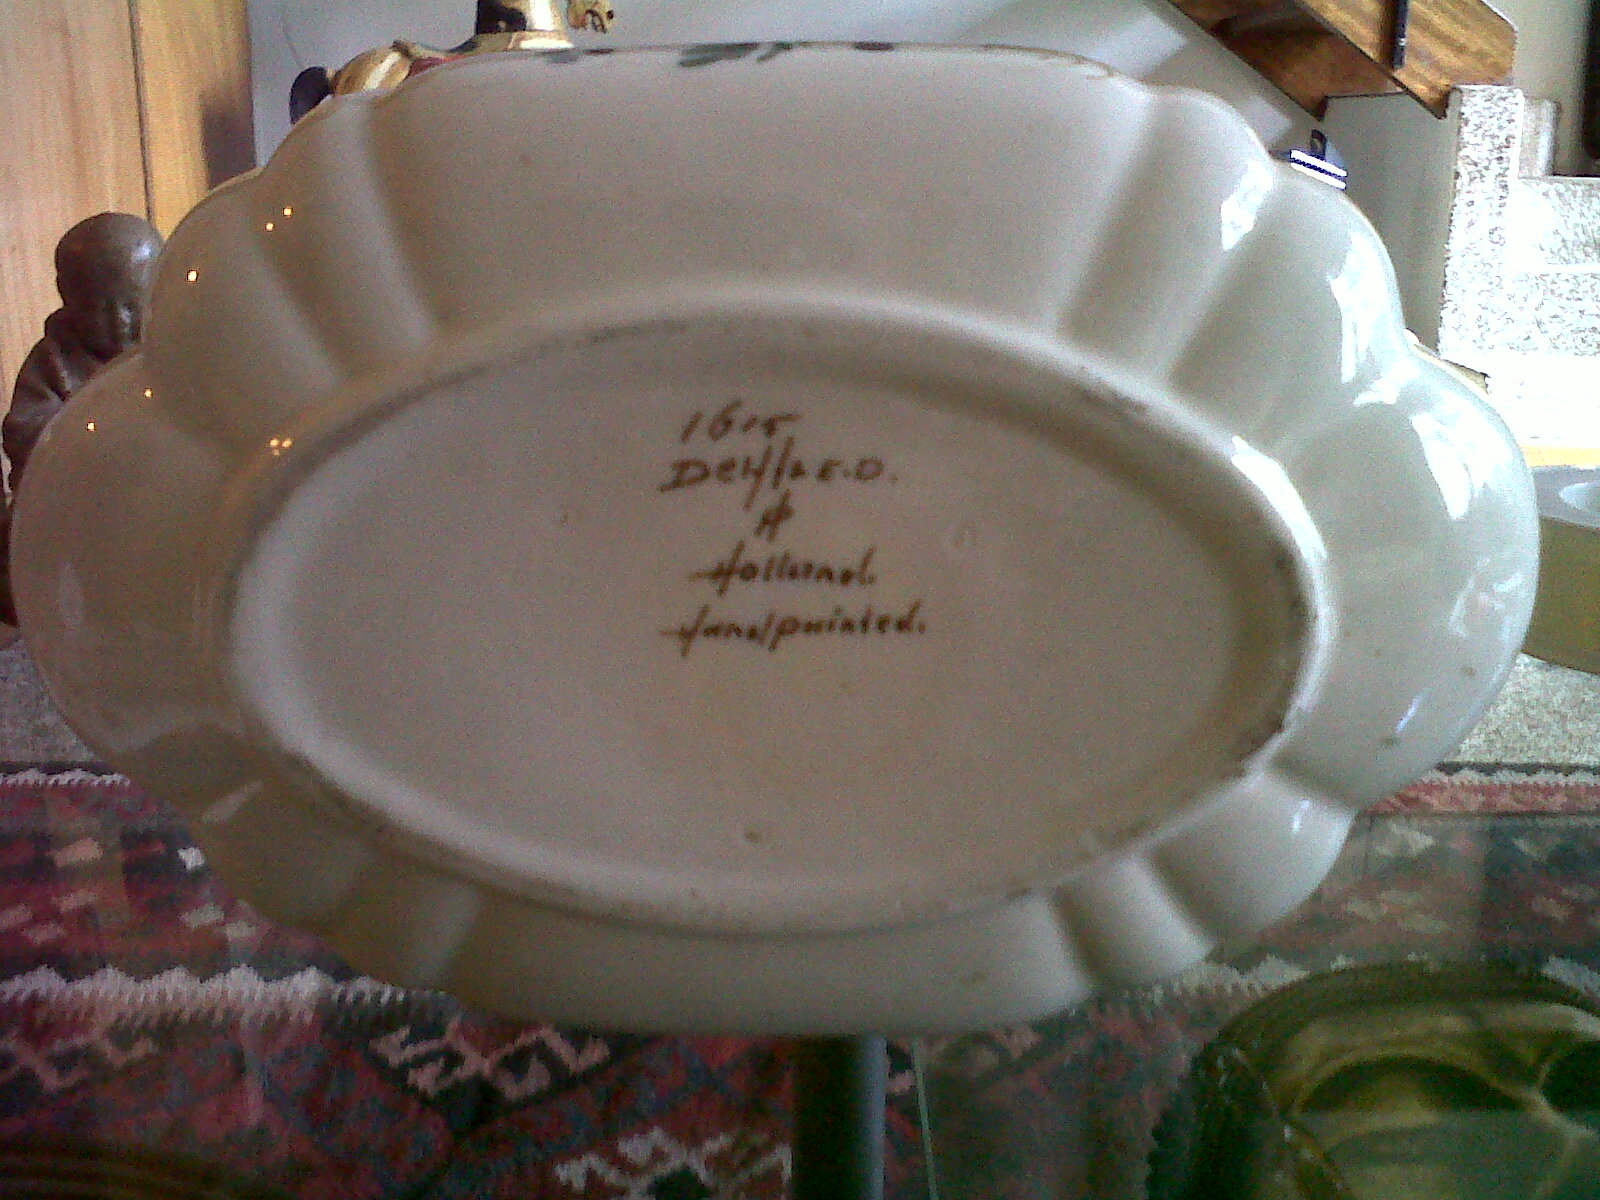 1615
Delft E.D.
Holland.
Handpainted.